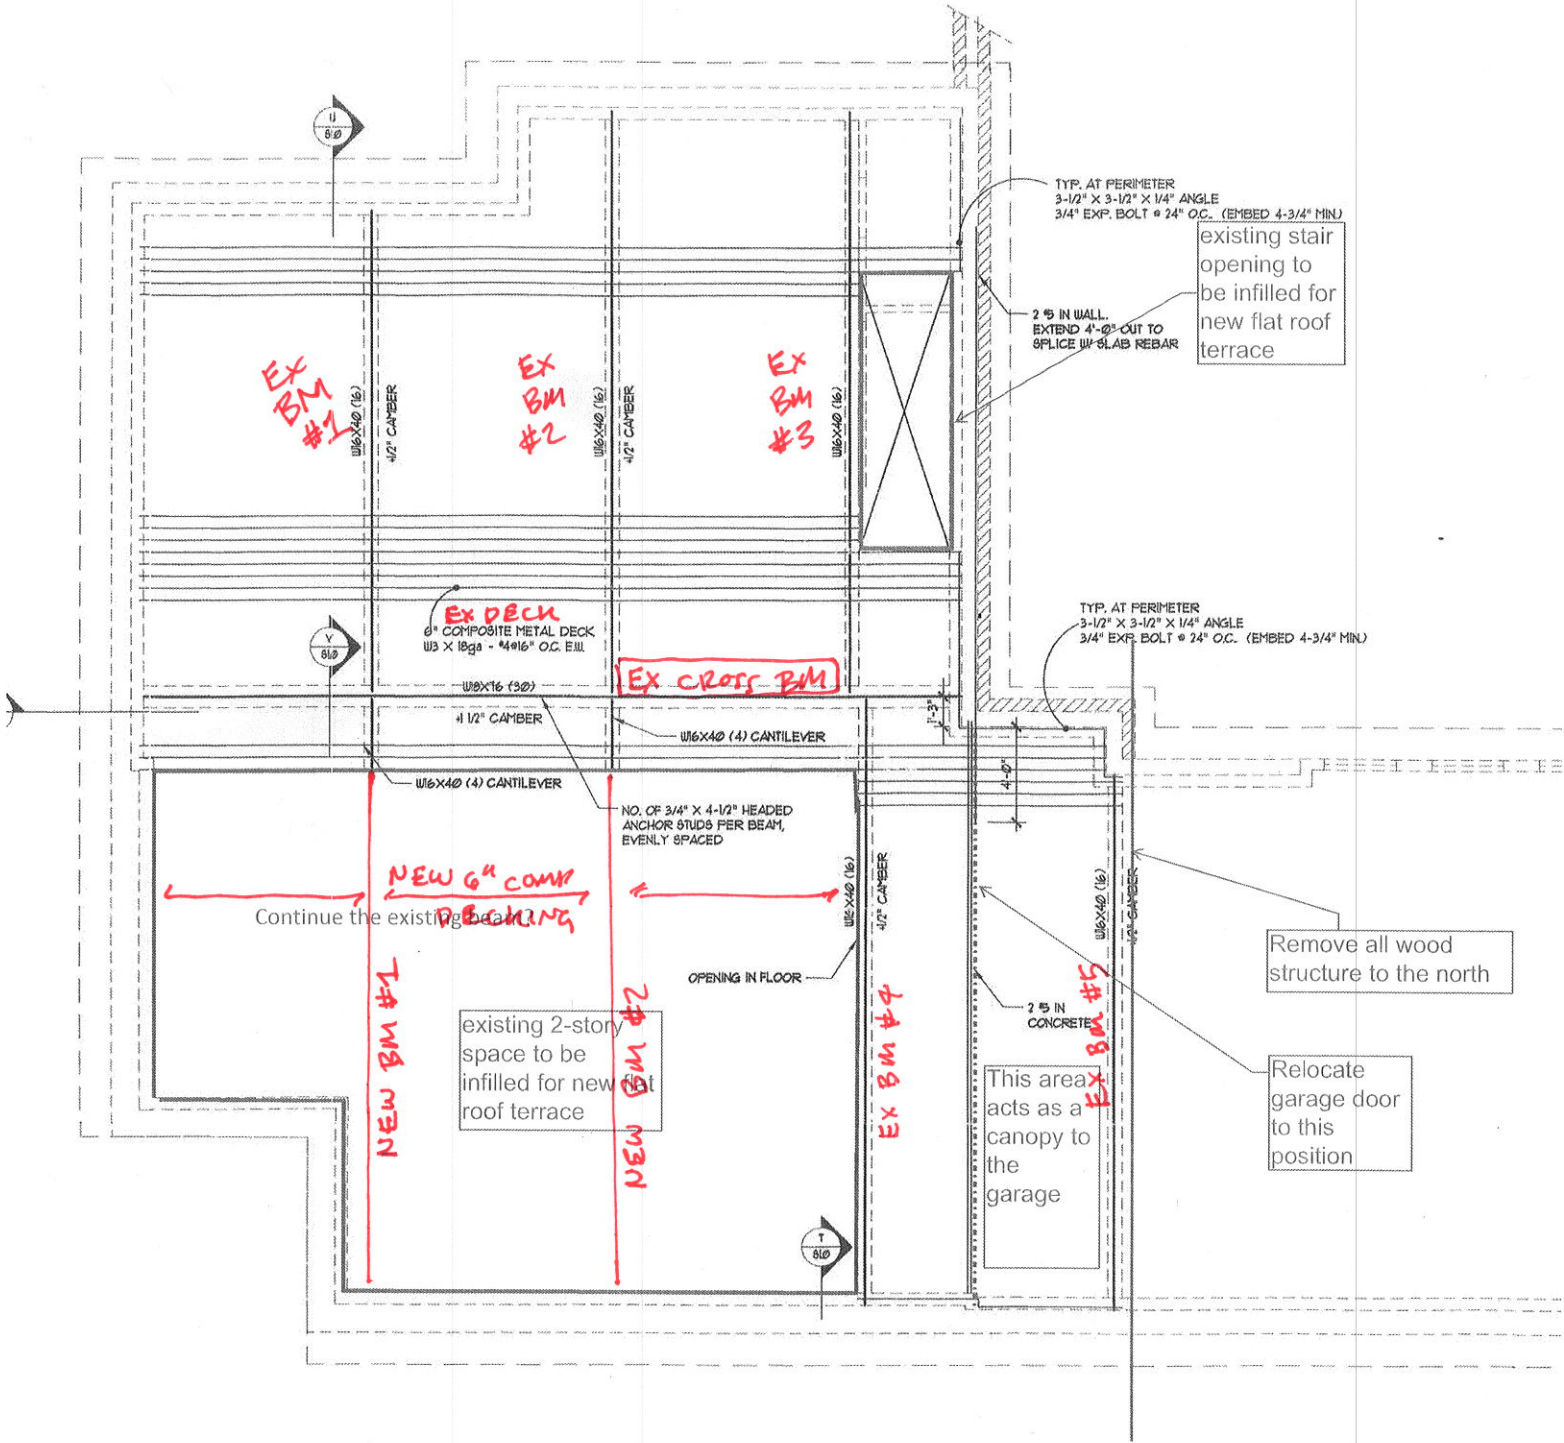 U
S10
TYP. AT PERIMETER
3-1/2" X 3-1/2" X 1/4" ANGLE
3/4" EXP. BOLT @ 24" O.C. (EMBED 4-3/4" MIN.)
existing stair
opening to
be infilled for
new flat roof
terrace
2 #5 IN WALL.
EXTEND 4'-0" OUT TO
SPLICE W/ SLAB REBAR
EX
BM
#1
W16X40 (16)
+1/2" CAMBER
EX
BM
#2
W16X40 (16)
+1/2" CAMBER
EX
BM
#3
W16X40 (16)
EX DECK
6" COMPOSITE METAL DECK
W3 X 18ga - #4@16" O.C. E.W.
V
S10
TYP. AT PERIMETER
3-1/2" X 3-1/2" X 1/4" ANGLE
3/4" EXP. BOLT @ 24" O.C. (EMBED 4-3/4" MIN.)
EX CROSS BM
+1 1/2" CAMBER
1'-3"
W16X40 (4) CANTILEVER
W16X40 (4) CANTILEVER
4'-0"
NO. OF 3/4" X 4-1/2" HEADED
ANCHOR STUDS PER BEAM,
EVENLY SPACED
NEW 6" COMP
DECKING
Continue the existing beam?
W16X40 (16)
+1/2" CAMBER
W16X40 (16)
+1/2" CAMBER
Remove all wood
structure to the north
OPENING IN FLOOR
NEW BM #1
NEW BM #2
EX BM #4
EX BM #5
2 #5 IN
CONCRETE
existing 2-story
space to be
infilled for new flat
roof terrace
This area
acts as a
canopy to
the
garage
Relocate
garage door
to this
position
T
S10